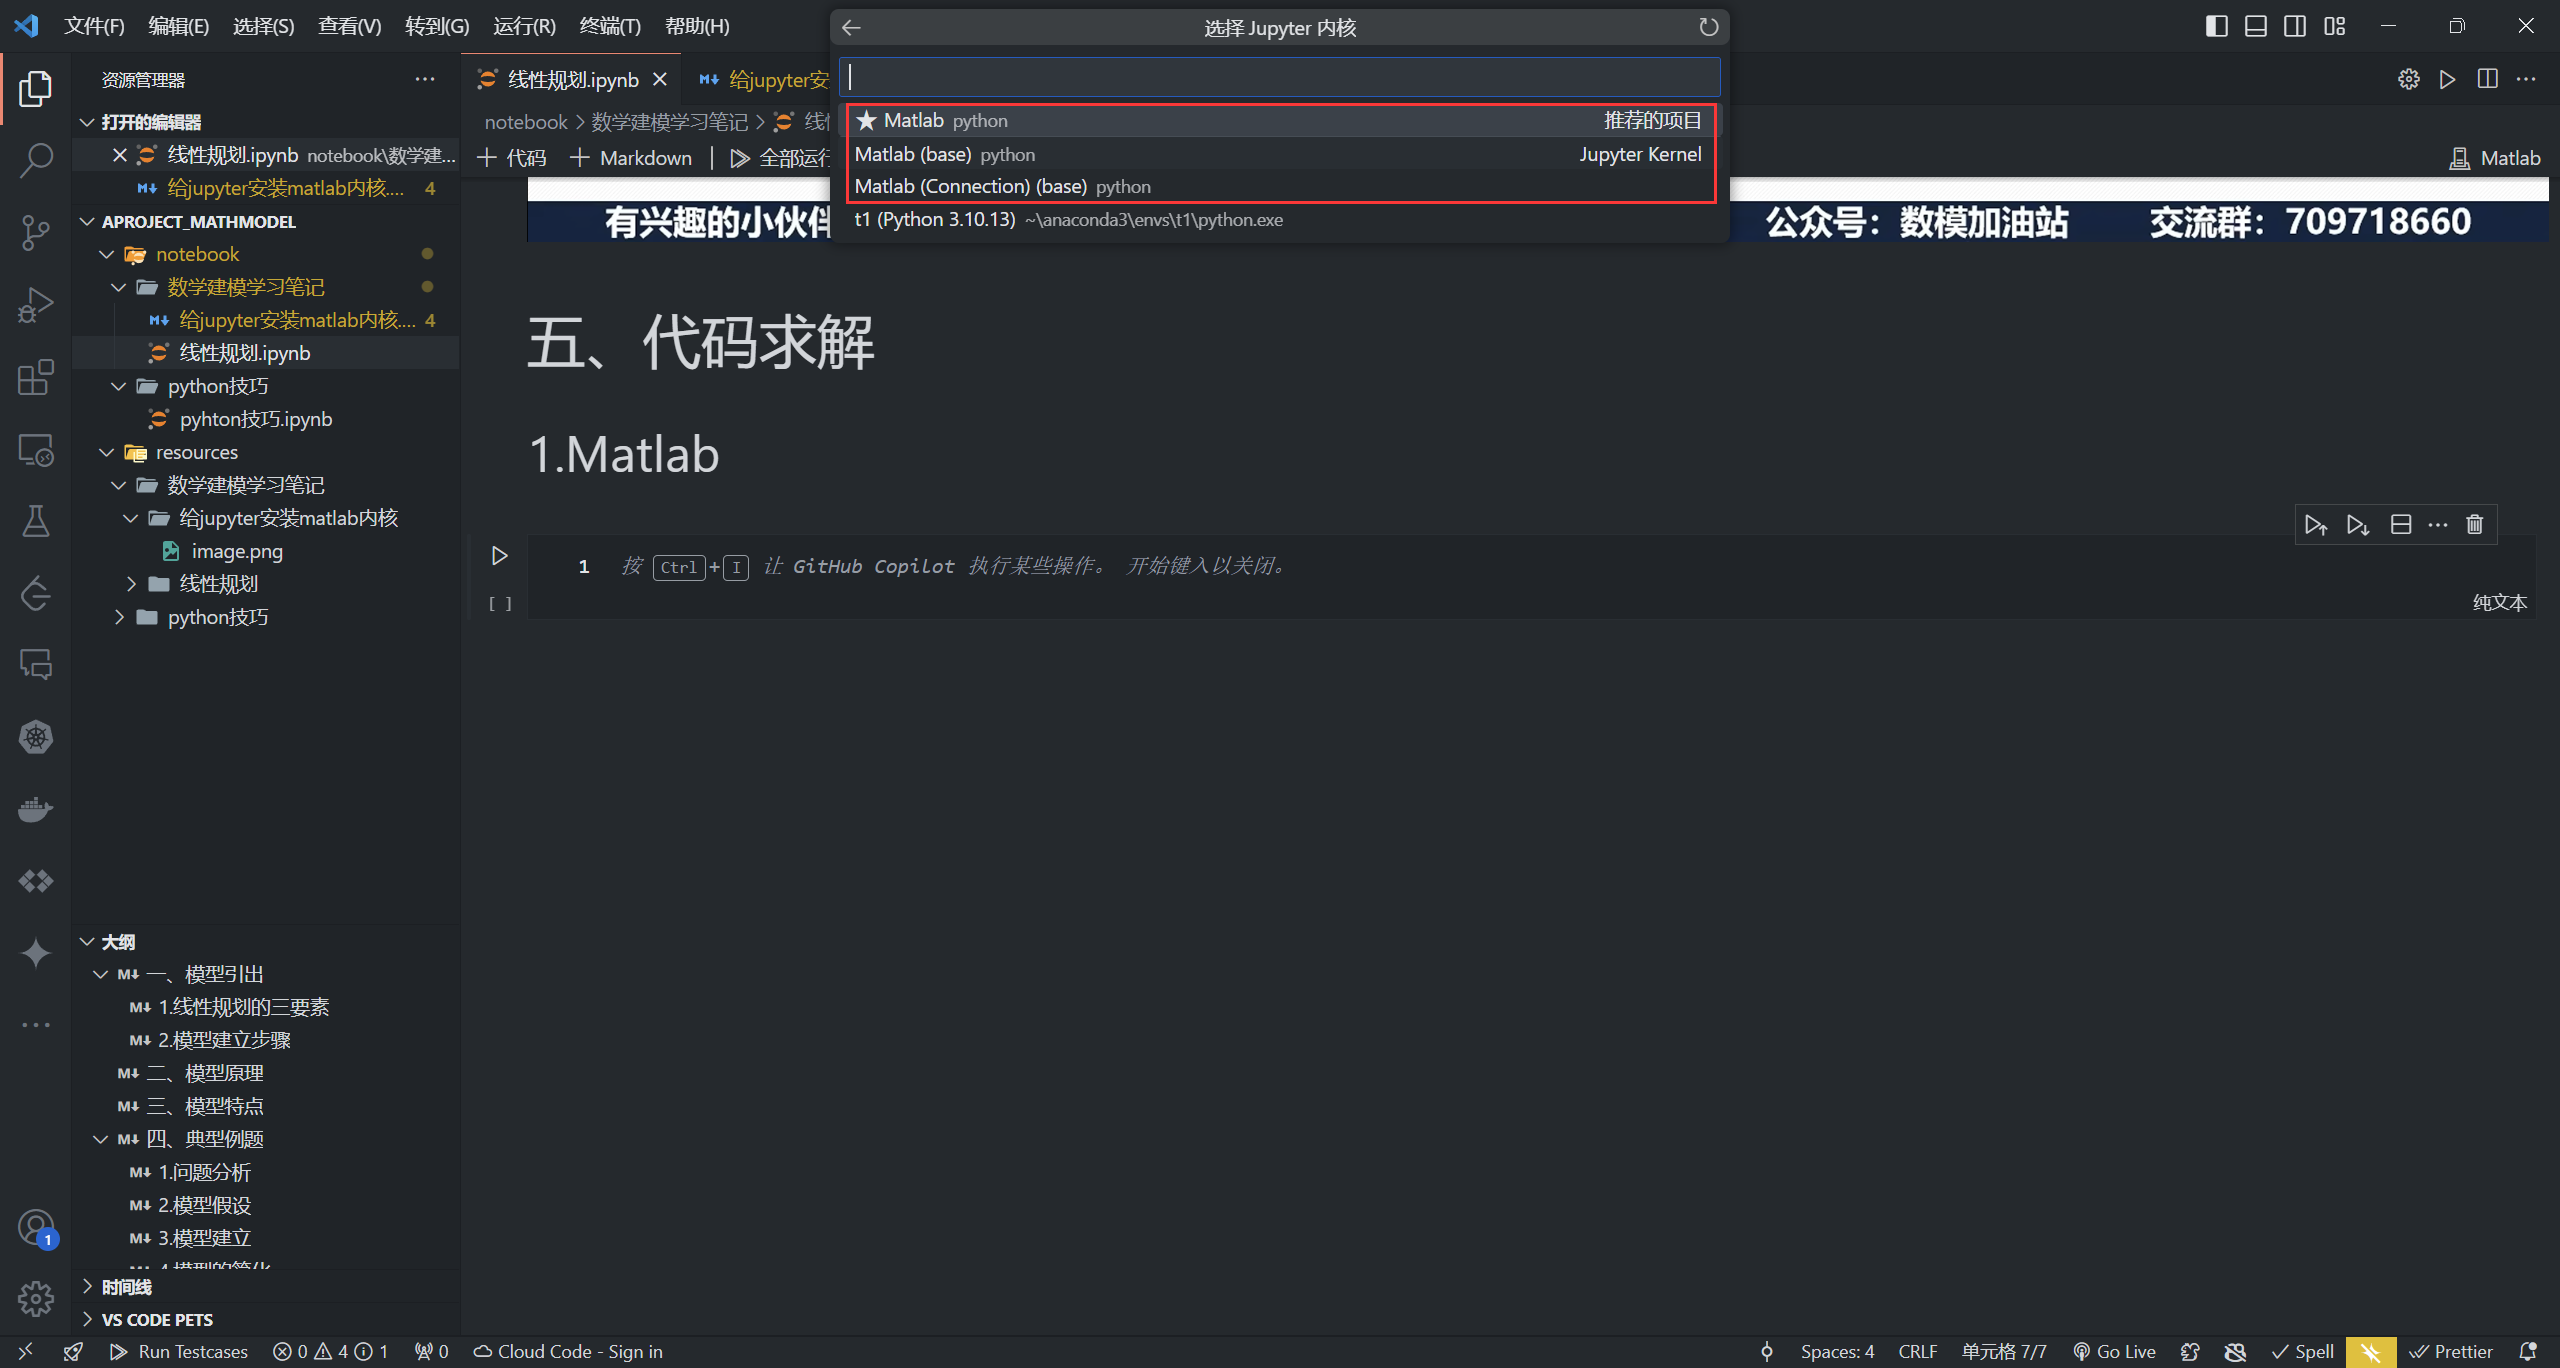 文件(F) 编辑(E) 选择(S) 查看(V) 转到(G) 运行(R) 终端(T) 帮助(H)
选择 Jupyter 内核
★ Matlab python 推荐的项目
Matlab (base) python Jupyter Kernel
Matlab (Connection) (base) python
t1 (Python 3.10.13) ~\anaconda3\envs\t1\python.exe
资源管理器
打开的编辑器
线性规划.ipynb notebook\数学建...
给jupyter安装matlab内核.... 4
APROJECT_MATHMODEL
notebook
数学建模学习笔记
给jupyter安装matlab内核.... 4
线性规划.ipynb
python技巧
pyhton技巧.ipynb
resources
数学建模学习笔记
给jupyter安装matlab内核
image.png
线性规划
python技巧
大纲
一、模型引出
1.线性规划的三要素
2.模型建立步骤
二、模型原理
三、模型特点
四、典型例题
1.问题分析
2.模型假设
3.模型建立
时间线
VS CODE PETS
线性规划.ipynb
给jupyter安
notebook > 数学建模学习笔记 >
代码 Markdown 全部运行
Matlab
有兴趣的小伙伴
公众号：数模加油站 交流群：709718660
五、代码求解
1.Matlab
1 按 Ctrl+I 让 GitHub Copilot 执行某些操作。 开始键入以关闭。
[ ]
纯文本
1
Run Testcases 0 4 1 0 Cloud Code - Sign in
Spaces: 4 CRLF 单元格 7/7 Go Live Spell Prettier